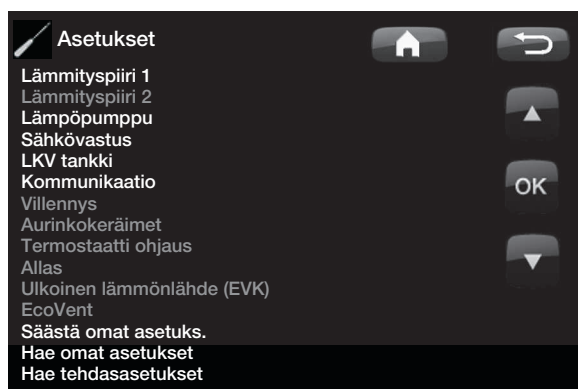 Asetukset
Lämmityspiiri 1
Lämmityspiiri 2
Lämpöpumppu
Sähkövastus
LKV tankki
Kommunikaatio
OK
Villennys
Aurinkokeräimet
Termostaatti ohjaus
Allas
Ulkoinen lämmönlähde (EVK)
EcoVent
Säästä omat asetuks.
Hae omat asetukset
Hae tehdasasetukset